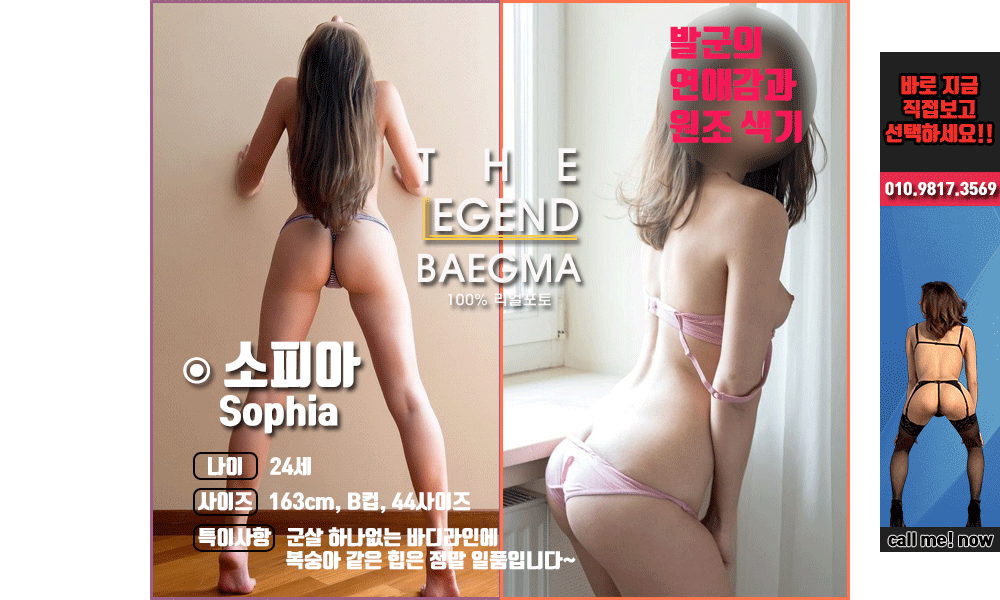 발군의
연애감과
원조 색기
THE
LEGEND
BAEGMA
100% 리얼포토
◉ 소피아
Sophia
나이 24세
사이즈 163cm, B컵, 44사이즈
특이사항 군살 하나없는 바디라인에
복숭아 같은 힙은 정말 일품입니다~
바로 지금
직접보고
선택하세요!!
010.9817.3569
call me! now